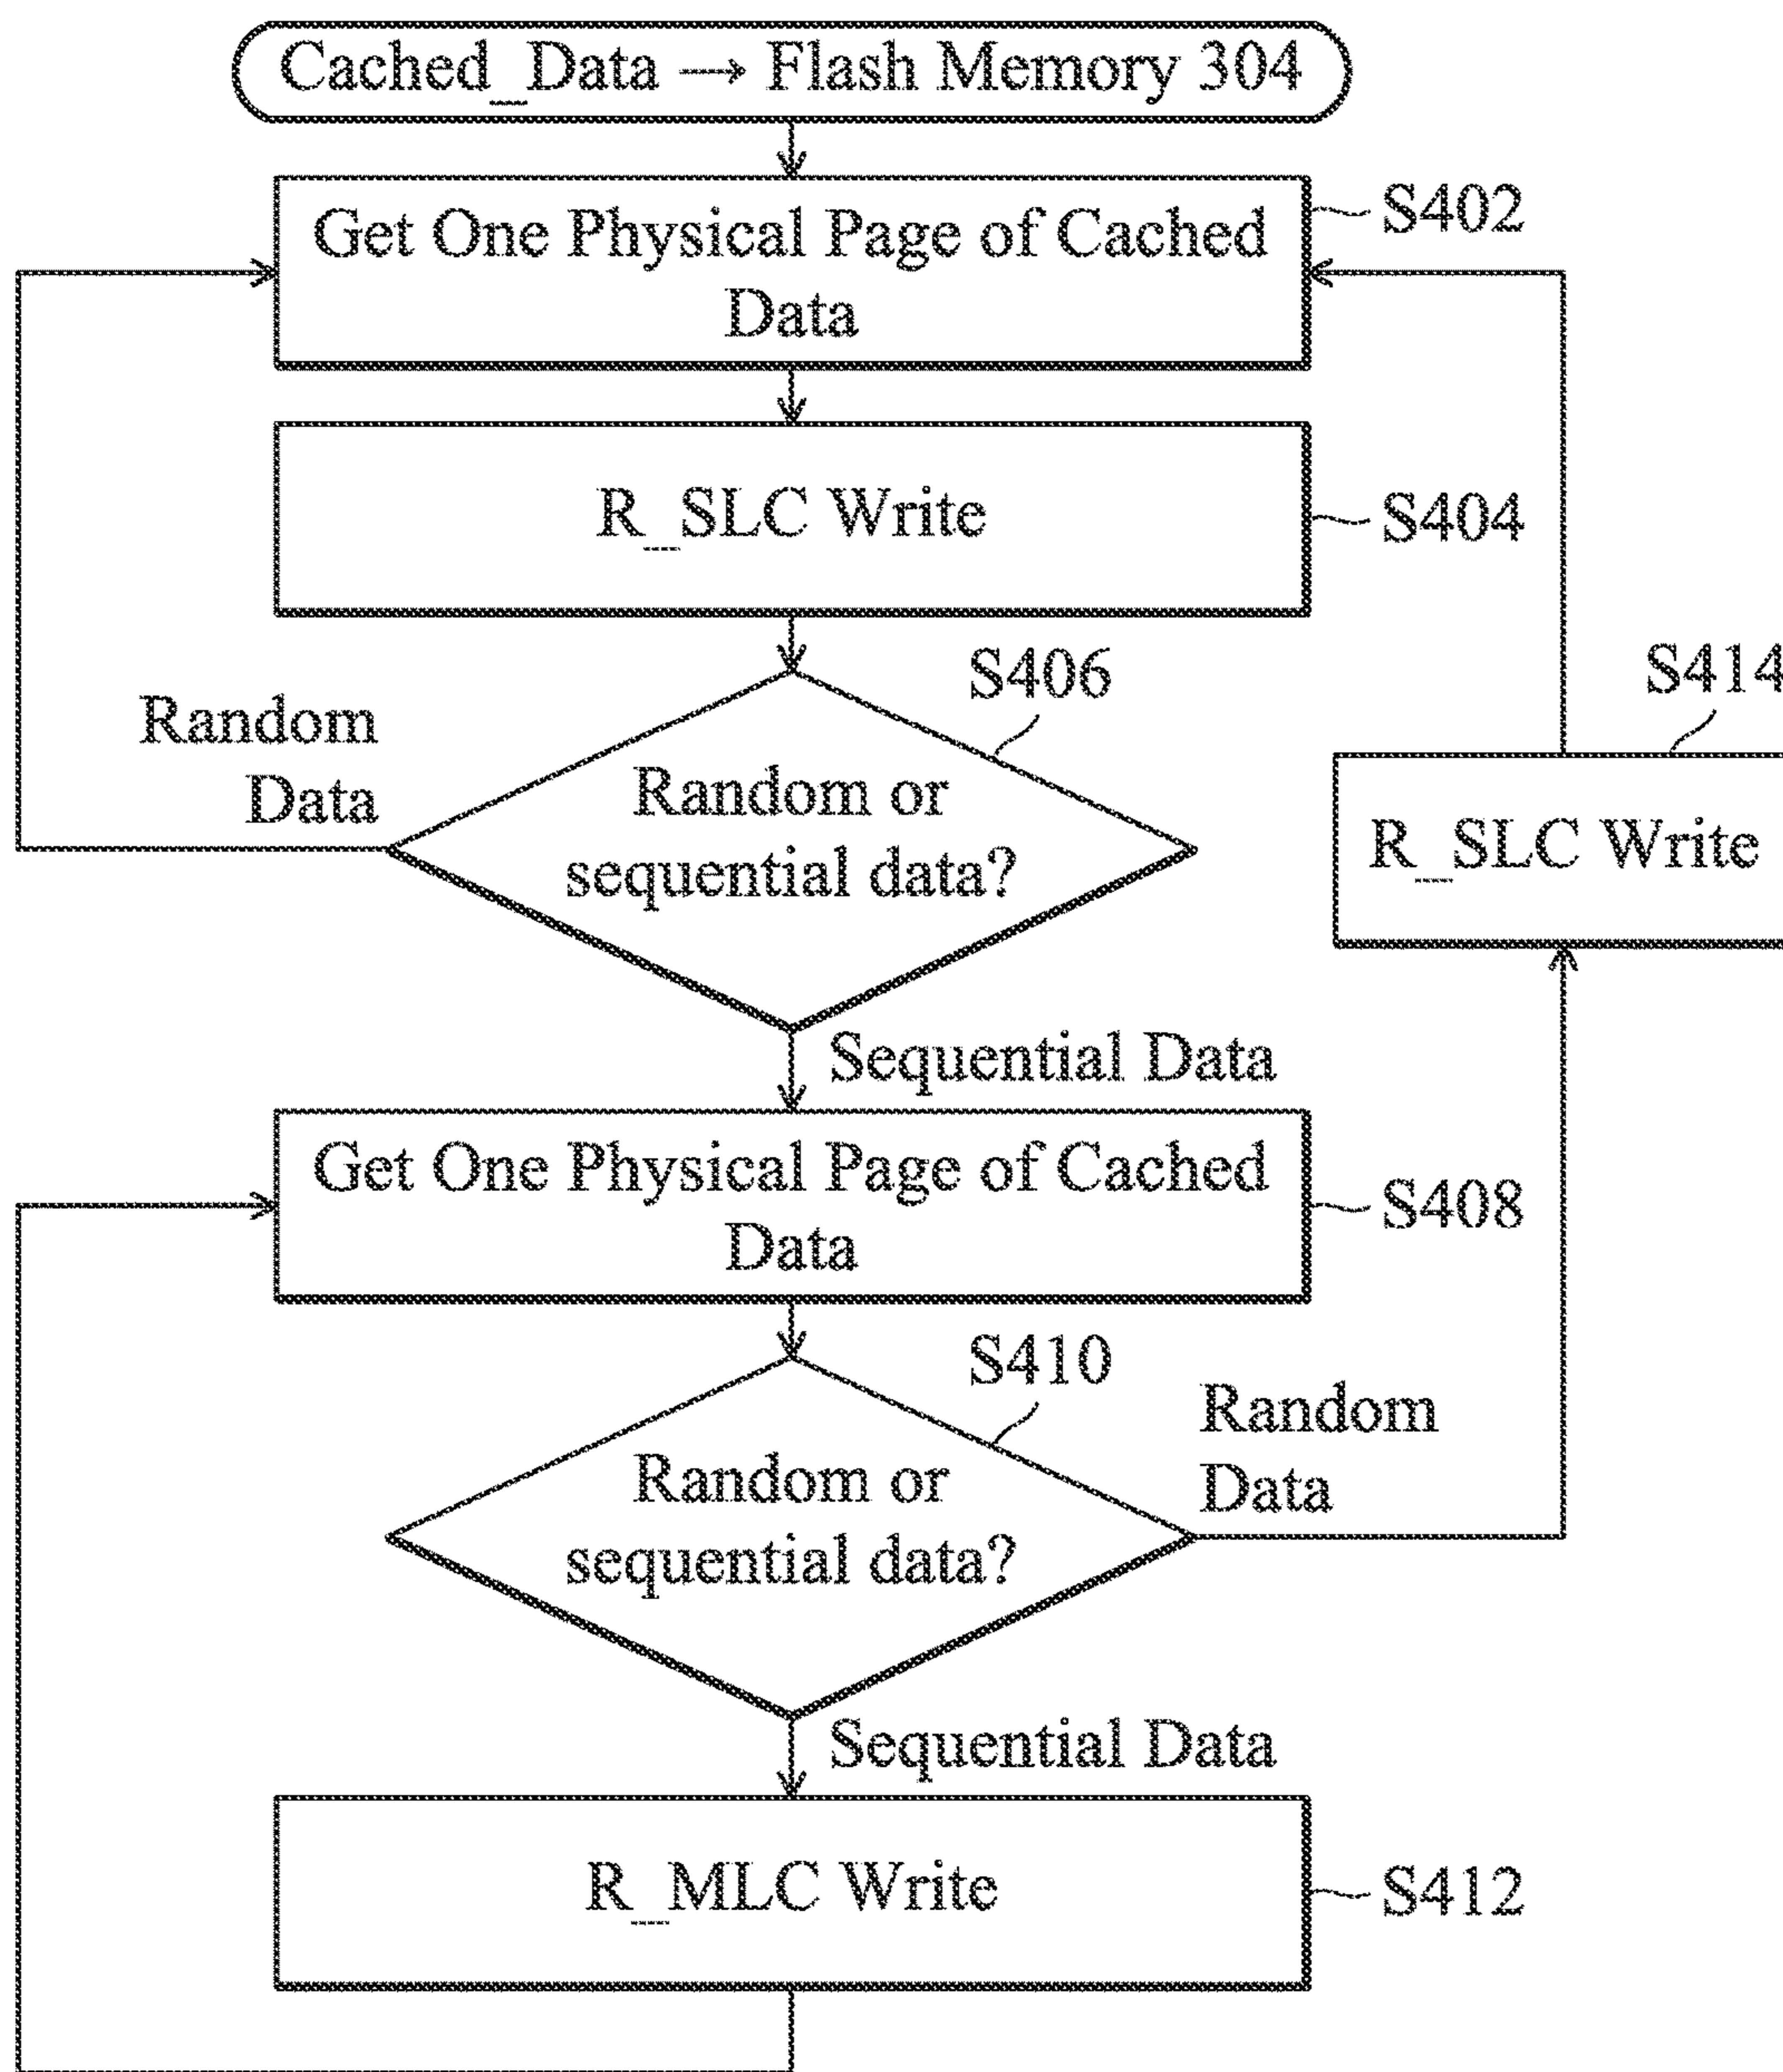 Cached_Data → Flash Memory 304
Get One Physical Page of Cached
Data
S402
R_SLC Write
S404
S406
Random
Data
Random or
sequential data?
S414
R_SLC Write
Sequential Data
Get One Physical Page of Cached
Data
S408
S410
Random
Data
Random or
sequential data?
Sequential Data
R_MLC Write
S412